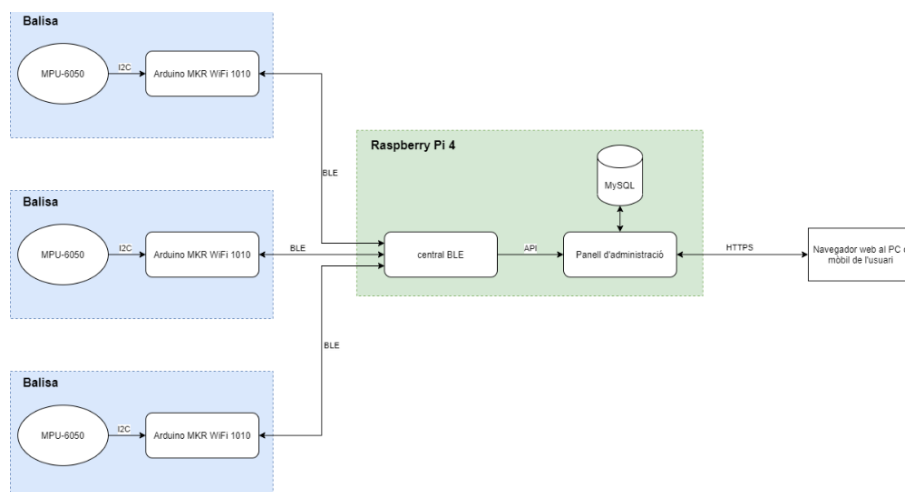 Balisa
MPU-6050
I2C
Arduino MKR WiFi 1010
BLE
Balisa
MPU-6050
I2C
Arduino MKR WiFi 1010
BLE
Balisa
MPU-6050
I2C
Arduino MKR WiFi 1010
BLE
Raspberry Pi 4
MySQL
central BLE
API
Panell d'administració
HTTPS
Navegador web al PC o
mòbil de l'usuari